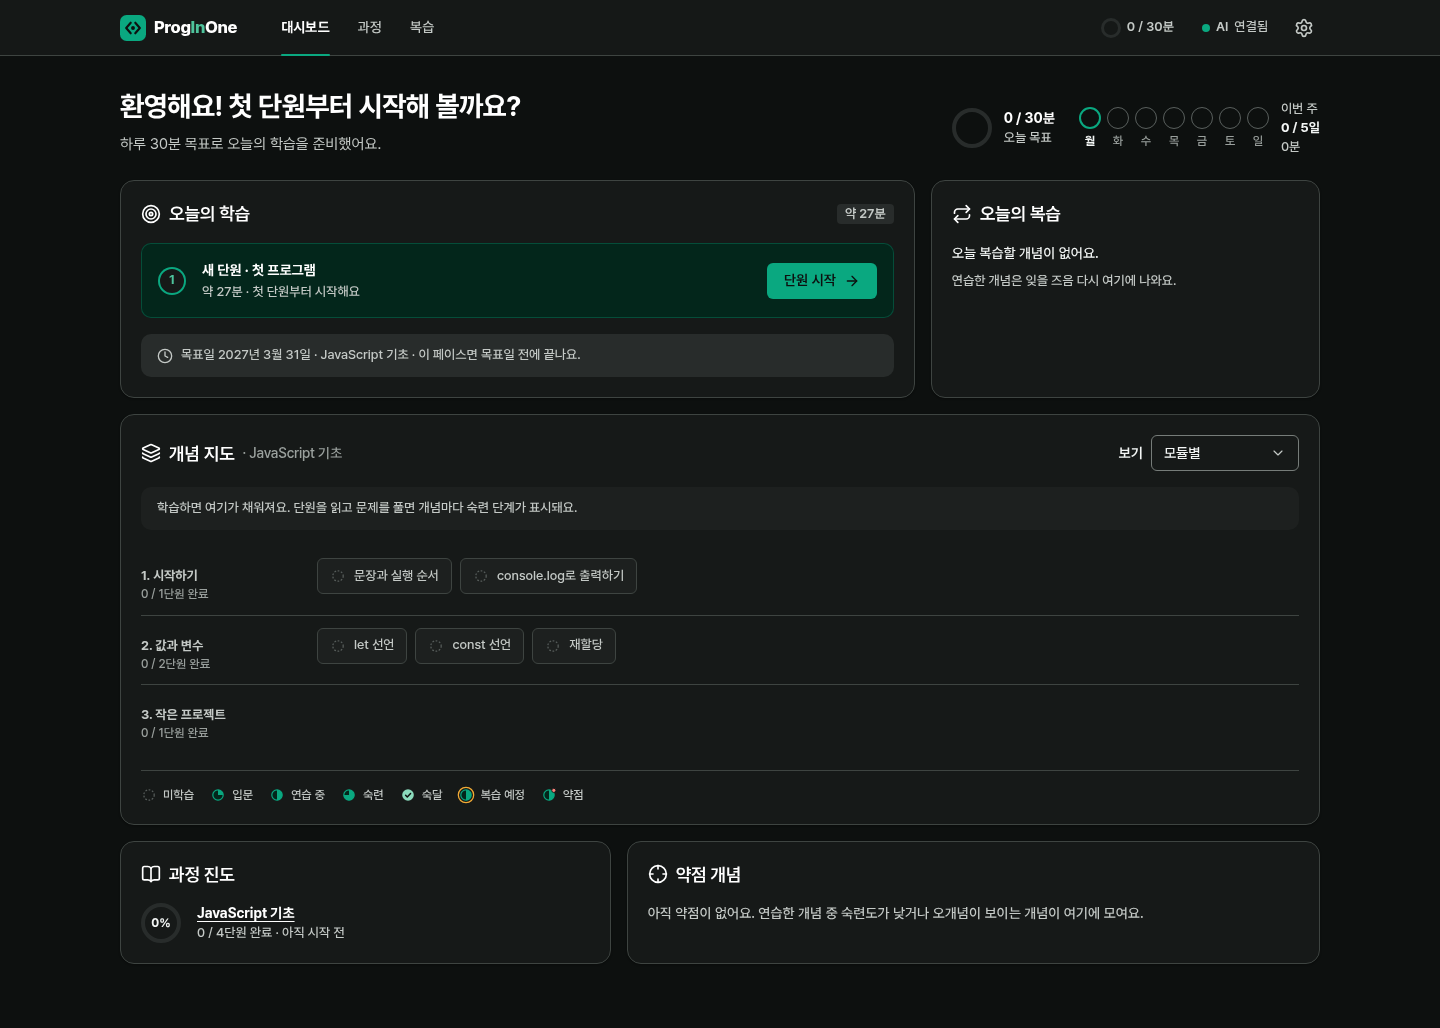 ProgInOne
대시보드
과정
복습
0 / 30분
AI 연결됨
환영해요! 첫 단원부터 시작해 볼까요?
하루 30분 목표로 오늘의 학습을 준비했어요.
0 / 30분
오늘 목표
월 화 수 목 금 토 일
이번 주
0 / 5일
0분
오늘의 학습
약 27분
1
새 단원 · 첫 프로그램
약 27분 · 첫 단원부터 시작해요
단원 시작
목표일 2027년 3월 31일 · JavaScript 기초 · 이 페이스면 목표일 전에 끝나요.
오늘의 복습
오늘 복습할 개념이 없어요.
연습한 개념은 잊을 즈음 다시 여기에 나와요.
개념 지도 · JavaScript 기초
보기
모듈별
학습하면 여기가 채워져요. 단원을 읽고 문제를 풀면 개념마다 숙련 단계가 표시돼요.
1. 시작하기
0 / 1단원 완료
문장과 실행 순서
console.log로 출력하기
2. 값과 변수
0 / 2단원 완료
let 선언
const 선언
재할당
3. 작은 프로젝트
0 / 1단원 완료
미학습
입문
연습 중
숙련
숙달
복습 예정
약점
과정 진도
0%
JavaScript 기초
0 / 4단원 완료 · 아직 시작 전
약점 개념
아직 약점이 없어요. 연습한 개념 중 숙련도가 낮거나 오개념이 보이는 개념이 여기에 모여요.